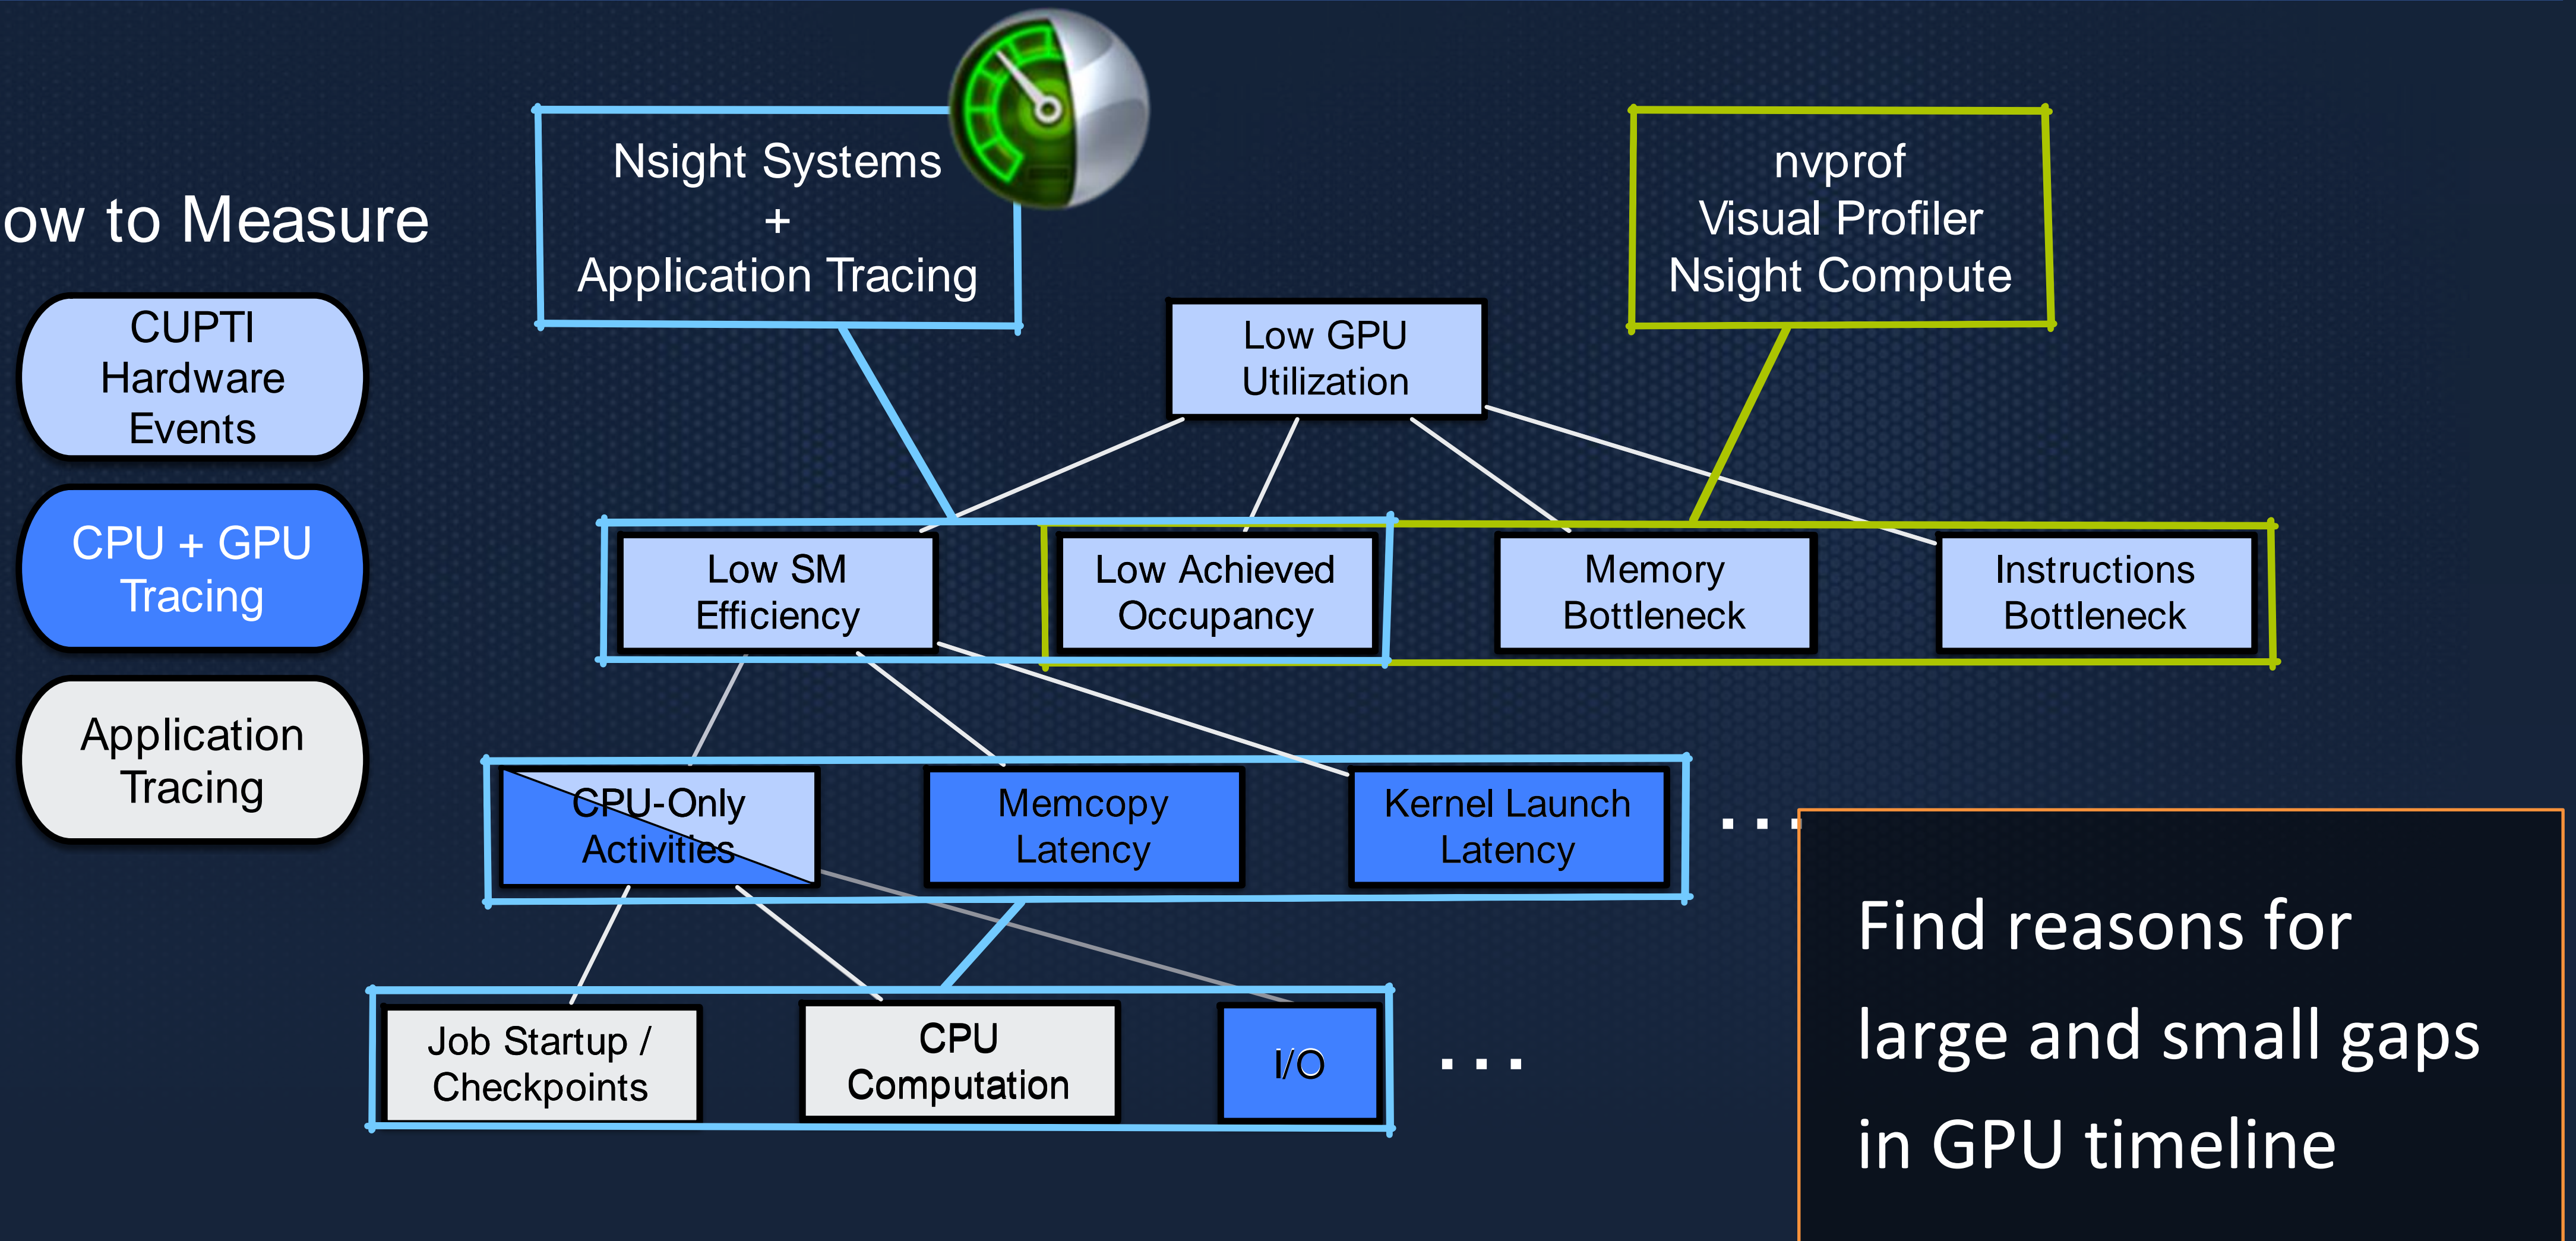 ow to Measure
CUPTI
Hardware
Events
CPU + GPU
Tracing
Application
Tracing
Nsight Systems
+
Application Tracing
nvprof
Visual Profiler
Nsight Compute
Low GPU
Utilization
Low SM
Efficiency
Low Achieved
Occupancy
Memory
Bottleneck
Instructions
Bottleneck
CPU-Only
Activities
Memcopy
Latency
Kernel Launch
Latency
...
Job Startup /
Checkpoints
CPU
Computation
I/O
...
Find reasons for
large and small gaps
in GPU timeline